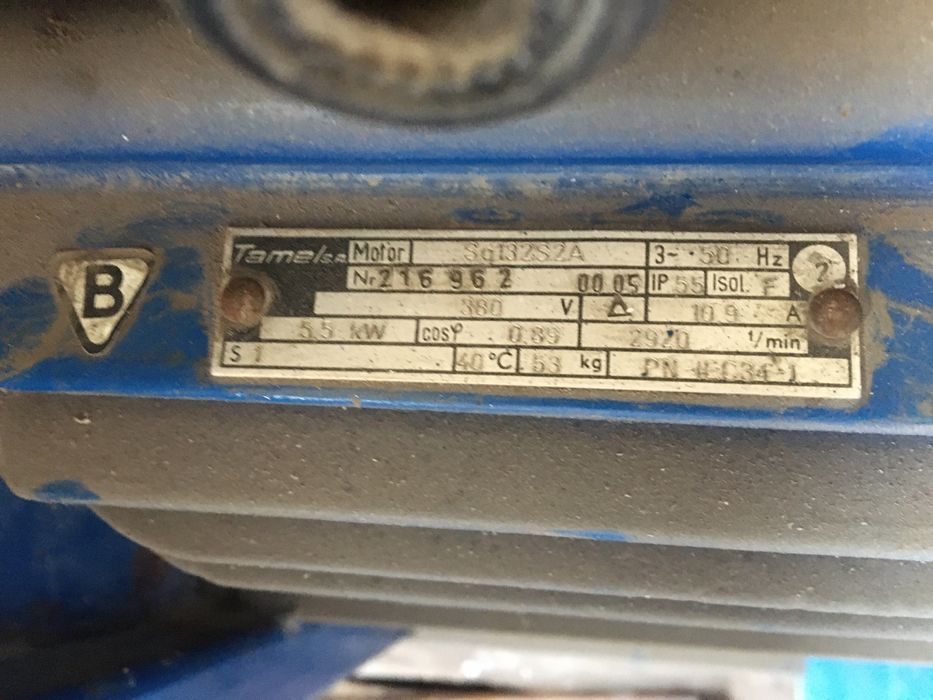 B
Tamel s.a. Motor Sg132S2A 3~ 50 Hz 2
Nr 216 962 00 05 IP 55 Isol. F
380 V △ 10.9 A
5.5 kW cosφ 0.89 2920 1/min
S 1 40 °C 53 kg PN IEC34-1